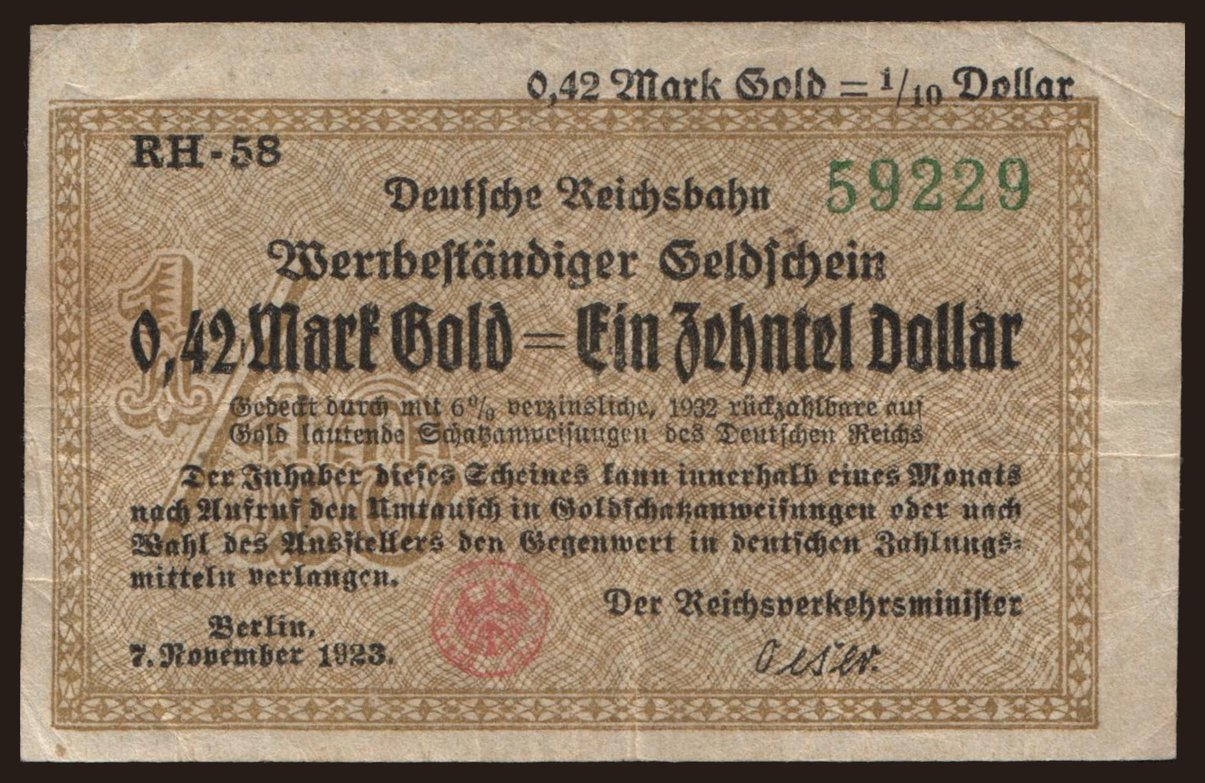 0,42 Mark Gold = 1/10 Dollar
RH-58
59229
Deutsche Reichsbahn
Wertbeständiger Geldschein
0,42 Mark Gold = Ein Zehntel Dollar
1/10
Gedeckt durch mit 6% verzinsliche, 1932 rückzahlbare auf
Gold lautende Schatzanweisungen des Deutschen Reichs
Der Inhaber dieses Scheines kann innerhalb eines Monats
nach Aufruf den Umtausch in Goldschatzanweisungen oder nach
Wahl des Ausstellers den Gegenwert in deutschen Zahlungs-
mitteln verlangen.
Berlin,
7. November 1923.
Der Reichsverkehrsminister
Oeser.